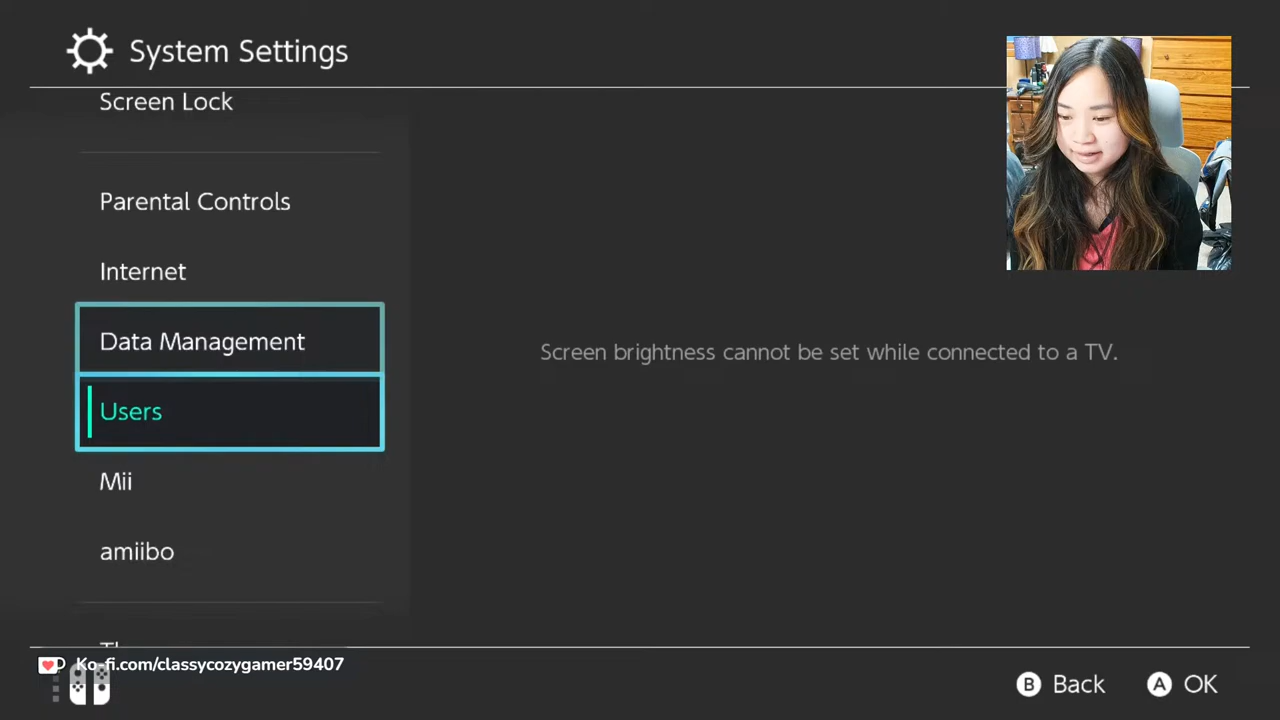 System Settings
Screen Lock
Parental Controls
Internet
Data Management
Screen brightness cannot be set while connected to a TV.
Users
Mii
amiibo
Ko-fi.com/classycozygamer59407
B Back
A OK